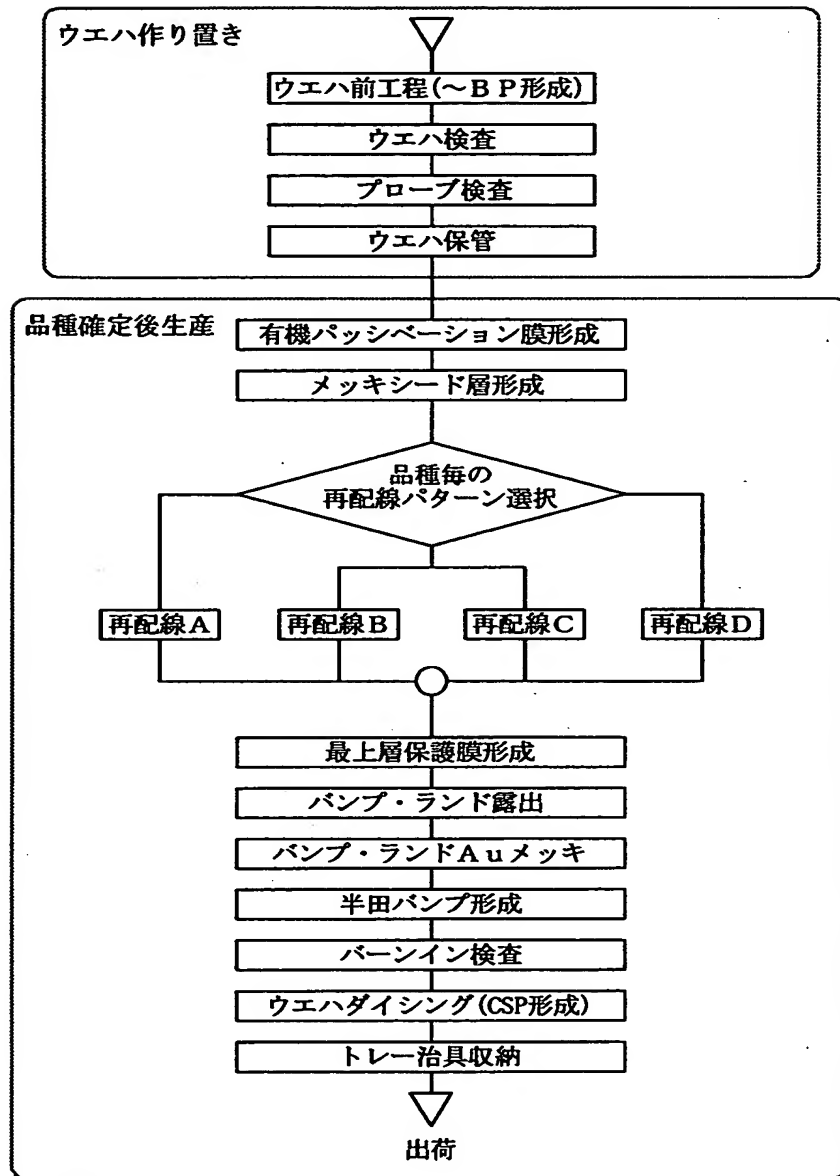 ウエハ作り置き
ウエハ前工程(〜ＢＰ形成)
ウエハ検査
プローブ検査
ウエハ保管
品種確定後生産
有機パッシベーション膜形成
メッキシード層形成
品種毎の
再配線パターン選択
再配線Ａ
再配線Ｂ
再配線Ｃ
再配線Ｄ
最上層保護膜形成
バンプ・ランド露出
バンプ・ランドＡｕメッキ
半田バンプ形成
バーンイン検査
ウエハダイシング(CSP形成)
トレー治具収納
出荷